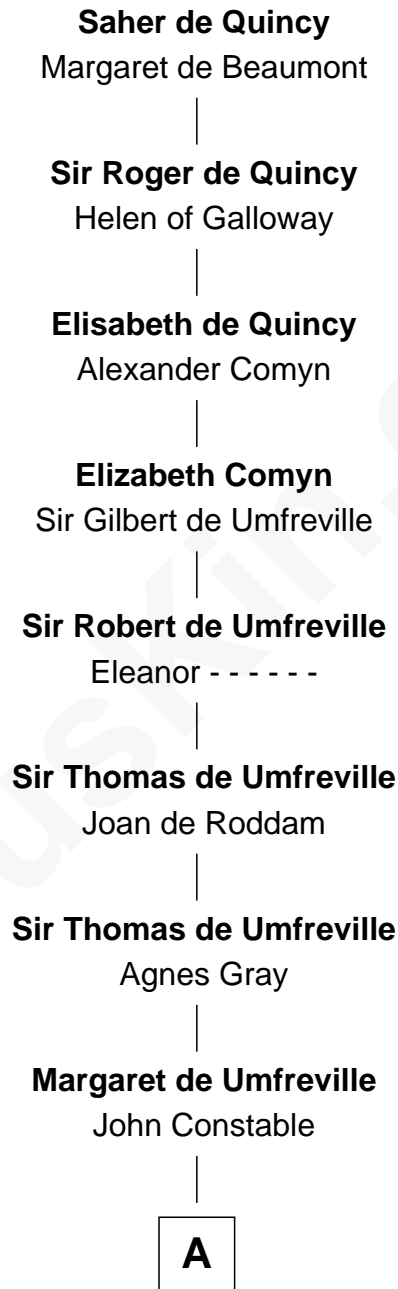 Saher de Quincy
Margaret de Beaumont
Sir Roger de Quincy
Helen of Galloway
Elisabeth de Quincy
Alexander Comyn
Elizabeth Comyn
Sir Gilbert de Umfreville
Sir Robert de Umfreville
Eleanor - - - - - -
Sir Thomas de Umfreville
Joan de Roddam
Sir Thomas de Umfreville
Agnes Gray
Margaret de Umfreville
John Constable
A